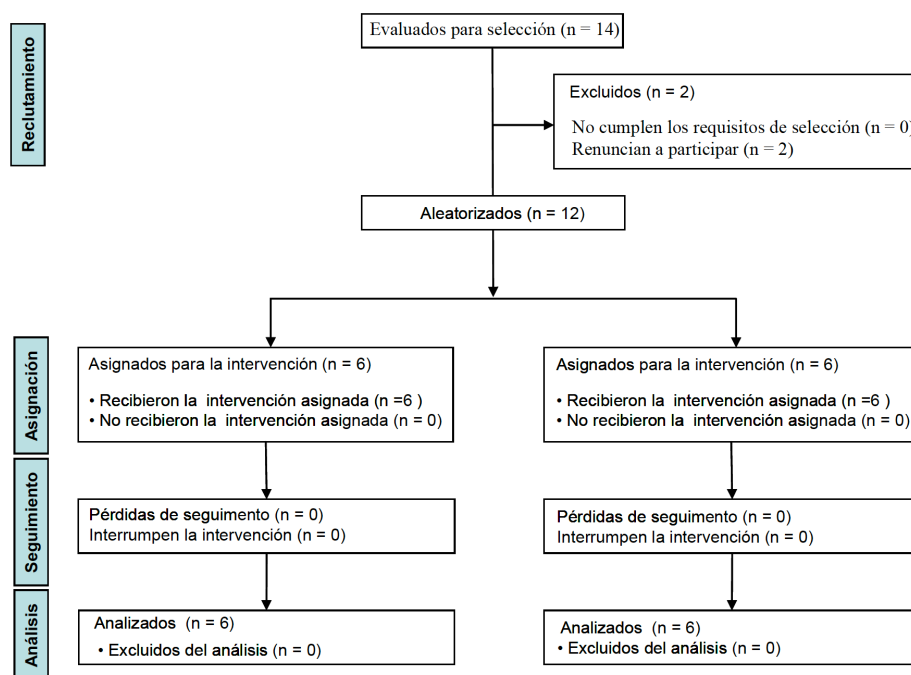 Reclutamiento
Evaluados para selección (n = 14)
Excluidos (n = 2)
No cumplen los requisitos de selección (n = 0)
Renuncian a participar (n = 2)
Aleatorizados (n = 12)
Asignación
Asignados para la intervención (n = 6)
• Recibieron la intervención asignada (n =6 )
• No recibieron la intervención asignada (n = 0)
Asignados para la intervención (n = 6)
• Recibieron la intervención asignada (n =6 )
• No recibieron la intervención asignada (n = 0)
Seguimiento
Pérdidas de seguimento (n = 0)
Interrumpen la intervención (n = 0)
Pérdidas de seguimento (n = 0)
Interrumpen la intervención (n = 0)
Análisis
Analizados (n = 6)
• Excluidos del análisis (n = 0)
Analizados (n = 6)
• Excluidos del análisis (n = 0)